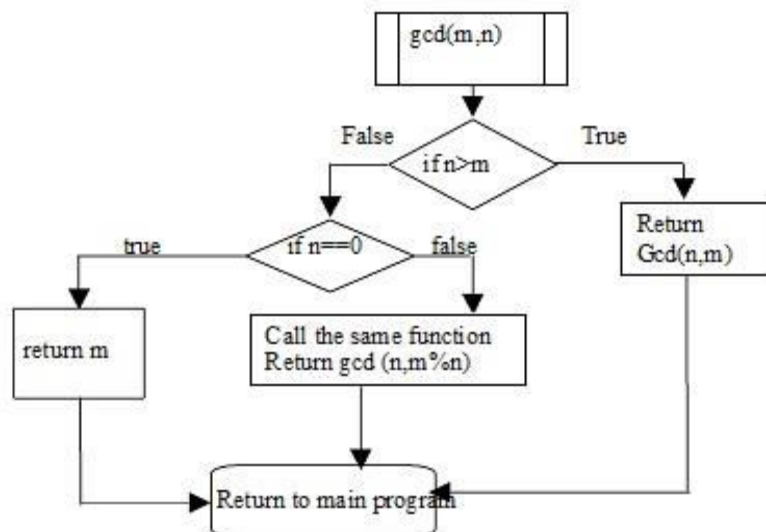 gcd(m,n)
False
True
if n>m
true
if n==0
false
Return
Gcd(n,m)
return m
Call the same function
Return gcd (n,m%n)
Return to main program